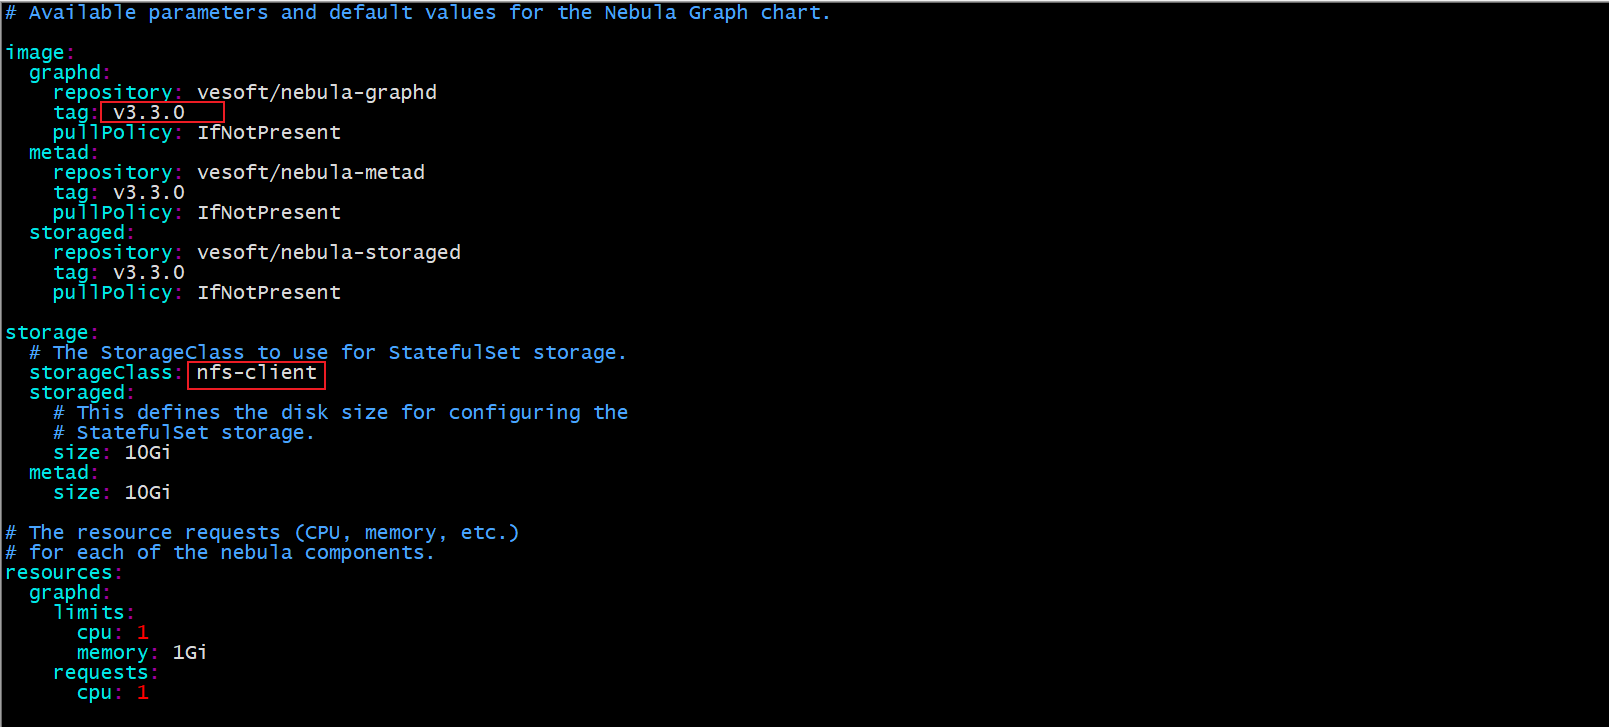 # Available parameters and default values for the Nebula Graph chart.
image:
  graphd:
    repository: vesoft/nebula-graphd
    tag: v3.3.0
    pullPolicy: IfNotPresent
  metad:
    repository: vesoft/nebula-metad
    tag: v3.3.0
    pullPolicy: IfNotPresent
  storaged:
    repository: vesoft/nebula-storaged
    tag: v3.3.0
    pullPolicy: IfNotPresent
storage:
  # The StorageClass to use for StatefulSet storage.
  storageClass: nfs-client
  storaged:
    # This defines the disk size for configuring the
    # StatefulSet storage.
    size: 10Gi
  metad:
    size: 10Gi
# The resource requests (CPU, memory, etc.)
# for each of the nebula components.
resources:
  graphd:
    limits:
      cpu: 1
      memory: 1Gi
    requests:
      cpu: 1